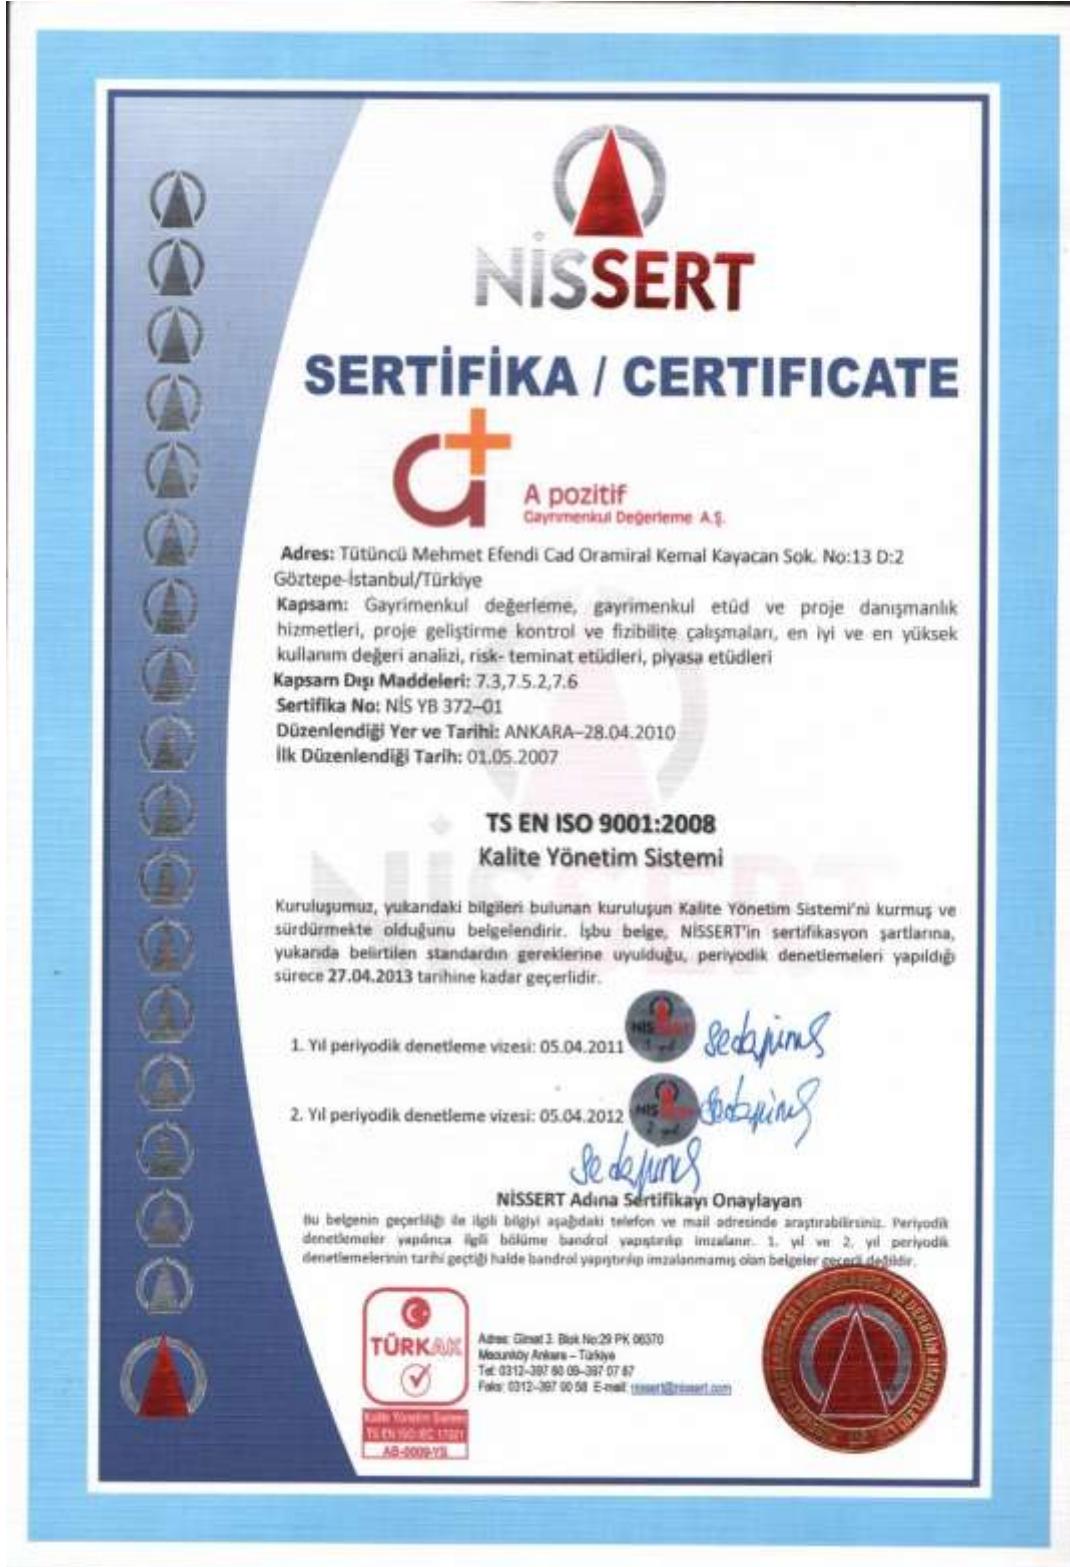 NİSSERT
SERTİFİKA / CERTIFICATE
A pozitif
Gayrimenkul Değerleme A.Ş.
Adres: Tütüncü Mehmet Efendi Cad Oramiral Kemal Kayacan Sok. No:13 D:2
Göztepe-İstanbul/Türkiye
Kapsam: Gayrimenkul değerleme, gayrimenkul etüd ve proje danışmanlık
hizmetleri, proje geliştirme kontrol ve fizibilite çalışmaları, en iyi ve en yüksek
kullanım değeri analizi, risk- teminat etüdleri, piyasa etüdleri
Kapsam Dışı Maddeleri: 7.3,7.5.2,7.6
Sertifika No: NİS YB 372–01
Düzenlendiği Yer ve Tarihi: ANKARA–28.04.2010
İlk Düzenlendiği Tarih: 01.05.2007
TS EN ISO 9001:2008
Kalite Yönetim Sistemi
Kuruluşumuz, yukarıdaki bilgileri bulunan kuruluşun Kalite Yönetim Sistemi'ni kurmuş ve
sürdürmekte olduğunu belgelendirir. İşbu belge, NİSSERT'in sertifikasyon şartlarına,
yukarıda belirtilen standardın gereklerine uyulduğu, periyodik denetlemeleri yapıldığı
sürece 27.04.2013 tarihine kadar geçerlidir.
1. Yıl periyodik denetleme vizesi: 05.04.2011
2. Yıl periyodik denetleme vizesi: 05.04.2012
NİSSERT Adına Sertifikayı Onaylayan
Bu belgenin geçerliliği ile ilgili bilgiyi aşağıdaki telefon ve mail adresinde araştırabilirsiniz. Periyodik
denetlemeler yapılınca ilgili bölüme bandrol yapıştırılıp imzalanır. 1. yıl ve 2. yıl periyodik
denetlemelerinin tarihi geçtiği halde bandrol yapıştırılıp imzalanmamış olan belgeler geçerli değildir.
TÜRKAK
Kalite Yönetim Sistemi
TS EN ISO IEC 17021
AB-0009-YS
Adres: Gimat 2. Blok No:29 PK 06370
Macunköy Ankara – Türkiye
Tel: 0312–397 60 09–397 07 87
Faks: 0312–397 00 58 E-mail: nissert@nissert.com